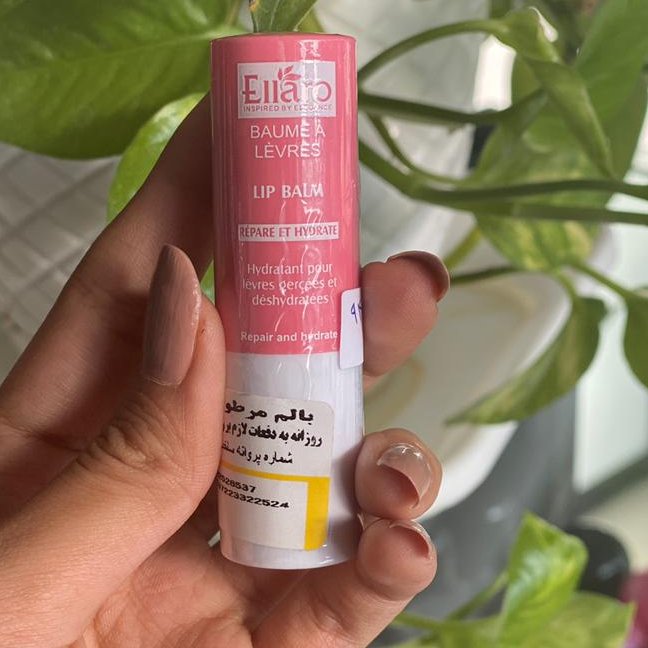 Ellaro
INSPIRED BY ELEGANCE
BAUME À
LÈVRES
LIP BALM
RÉPARE ET HYDRATE
Hydratant pour
lèvres gercées et
déshydratées
Repair and hydrate
بالم مرطو
روزانه به دفعات لازم
شماره پروانه